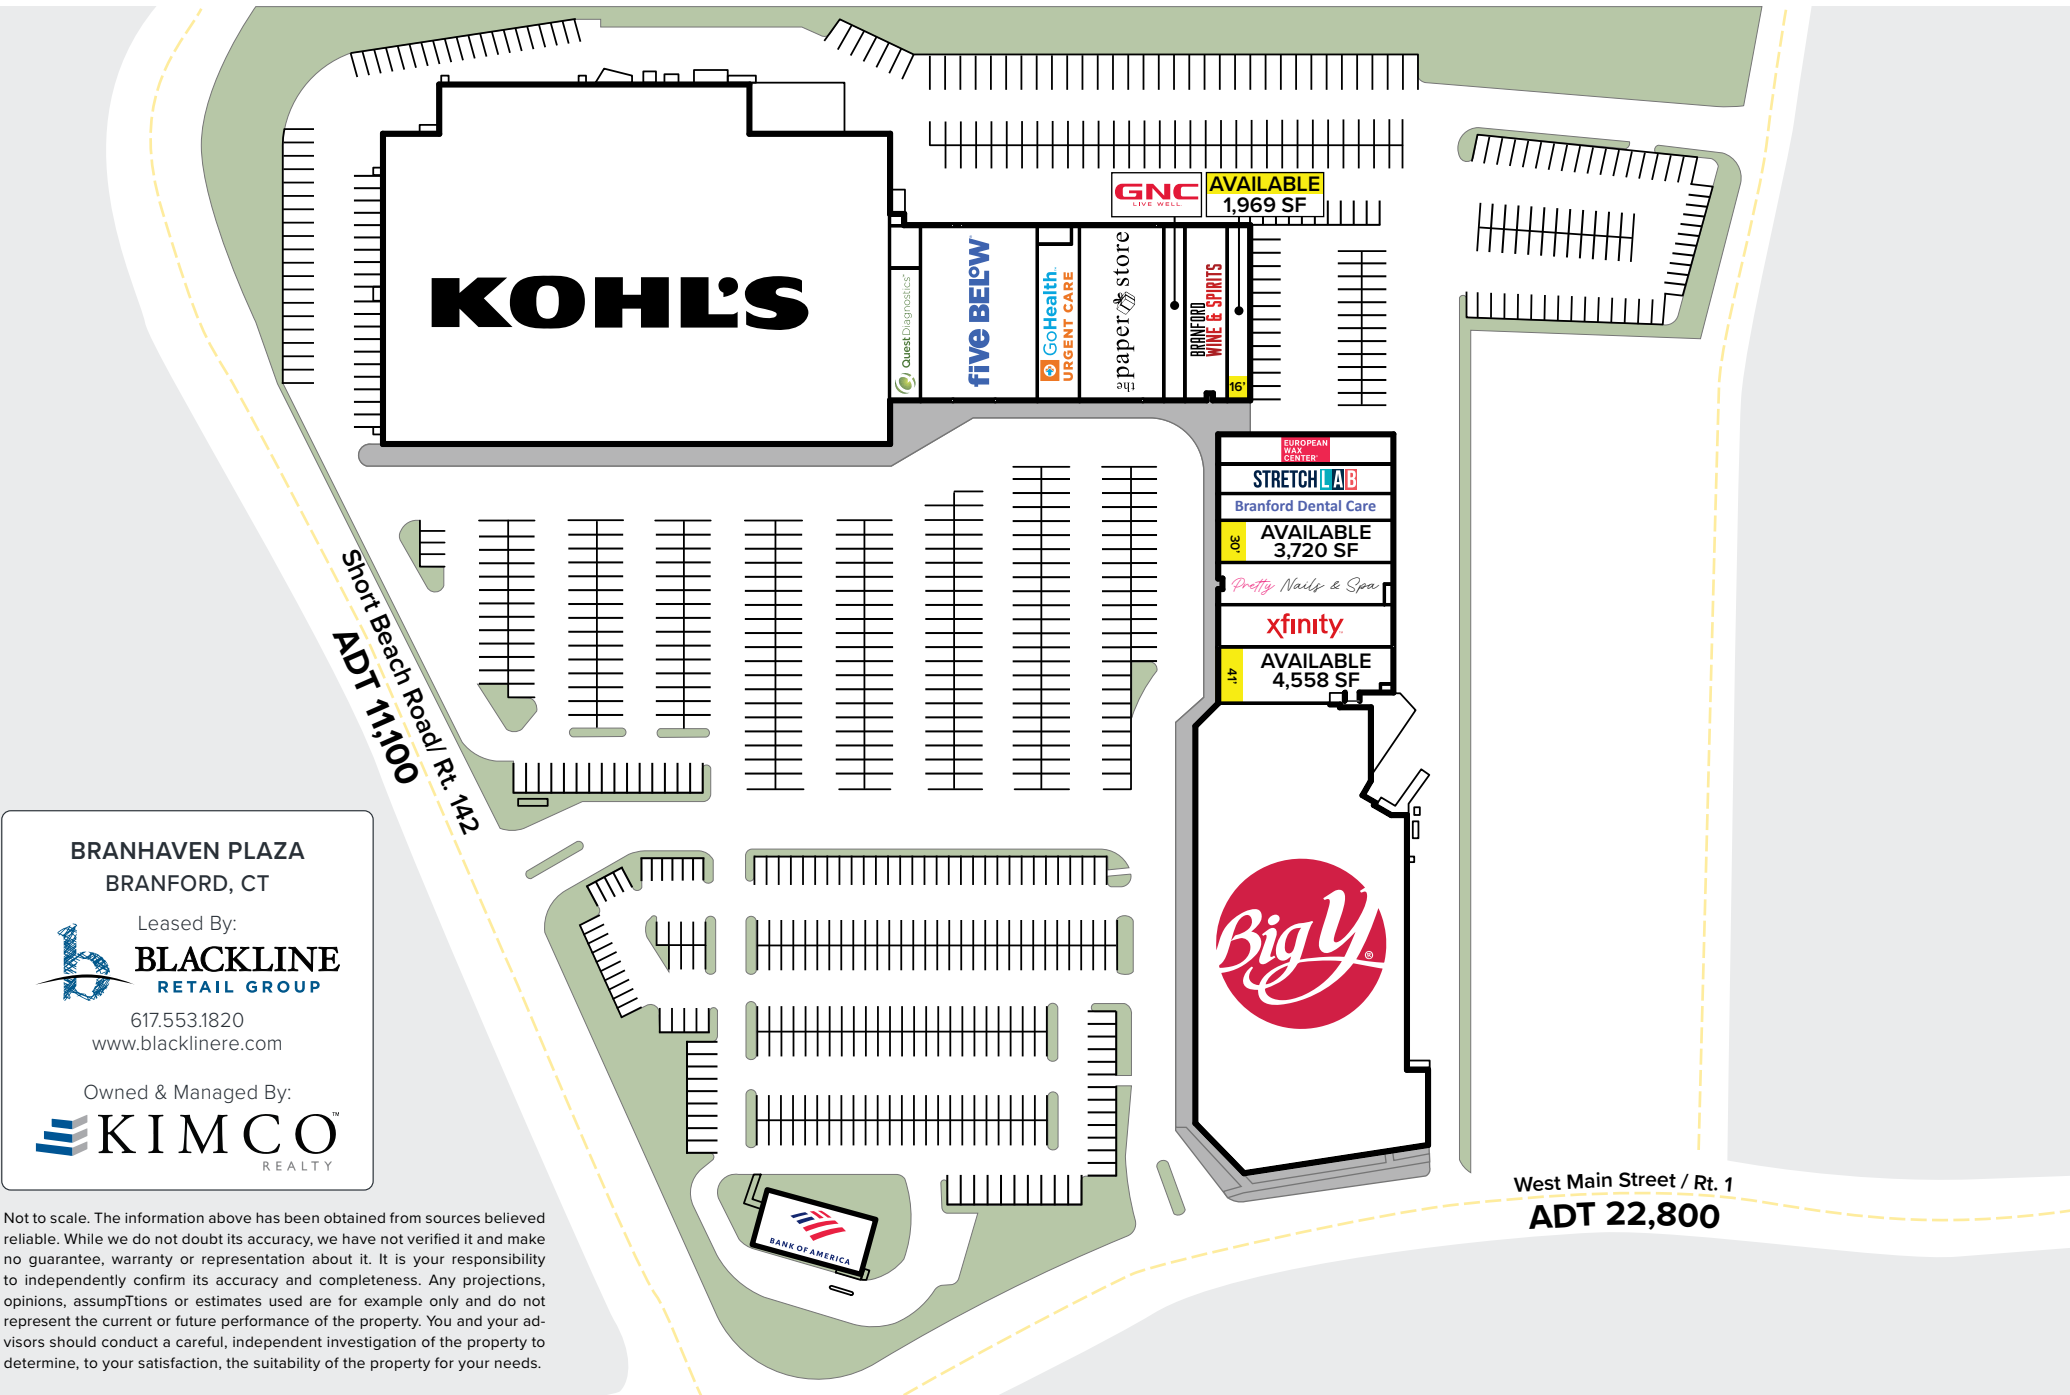 GNC
LIVE WELL.
AVAILABLE
1,969 SF
KOHL'S
Quest Diagnostics™
five BELOW
GoHealth
URGENT CARE
the paper store
BRANFORD
WINE & SPIRITS
16'
EUROPEAN
WAX
CENTER
STRETCH LAB
Branford Dental Care
30'
AVAILABLE
3,720 SF
Pretty Nails & Spa
xfinity
41'
AVAILABLE
4,558 SF
Big Y®
Short Beach Road/ Rt. 142
ADT 11,100
BRANHAVEN PLAZA
BRANFORD, CT
Leased By:
b BLACKLINE
RETAIL GROUP
617.553.1820
www.blacklinere.com
Owned & Managed By:
KIMCO™
REALTY
BANK OF AMERICA
West Main Street / Rt. 1
ADT 22,800
Not to scale. The information above has been obtained from sources believed
reliable. While we do not doubt its accuracy, we have not verified it and make
no guarantee, warranty or representation about it. It is your responsibility
to independently confirm its accuracy and completeness. Any projections,
opinions, assumpTtions or estimates used are for example only and do not
represent the current or future performance of the property. You and your ad-
visors should conduct a careful, independent investigation of the property to
determine, to your satisfaction, the suitability of the property for your needs.